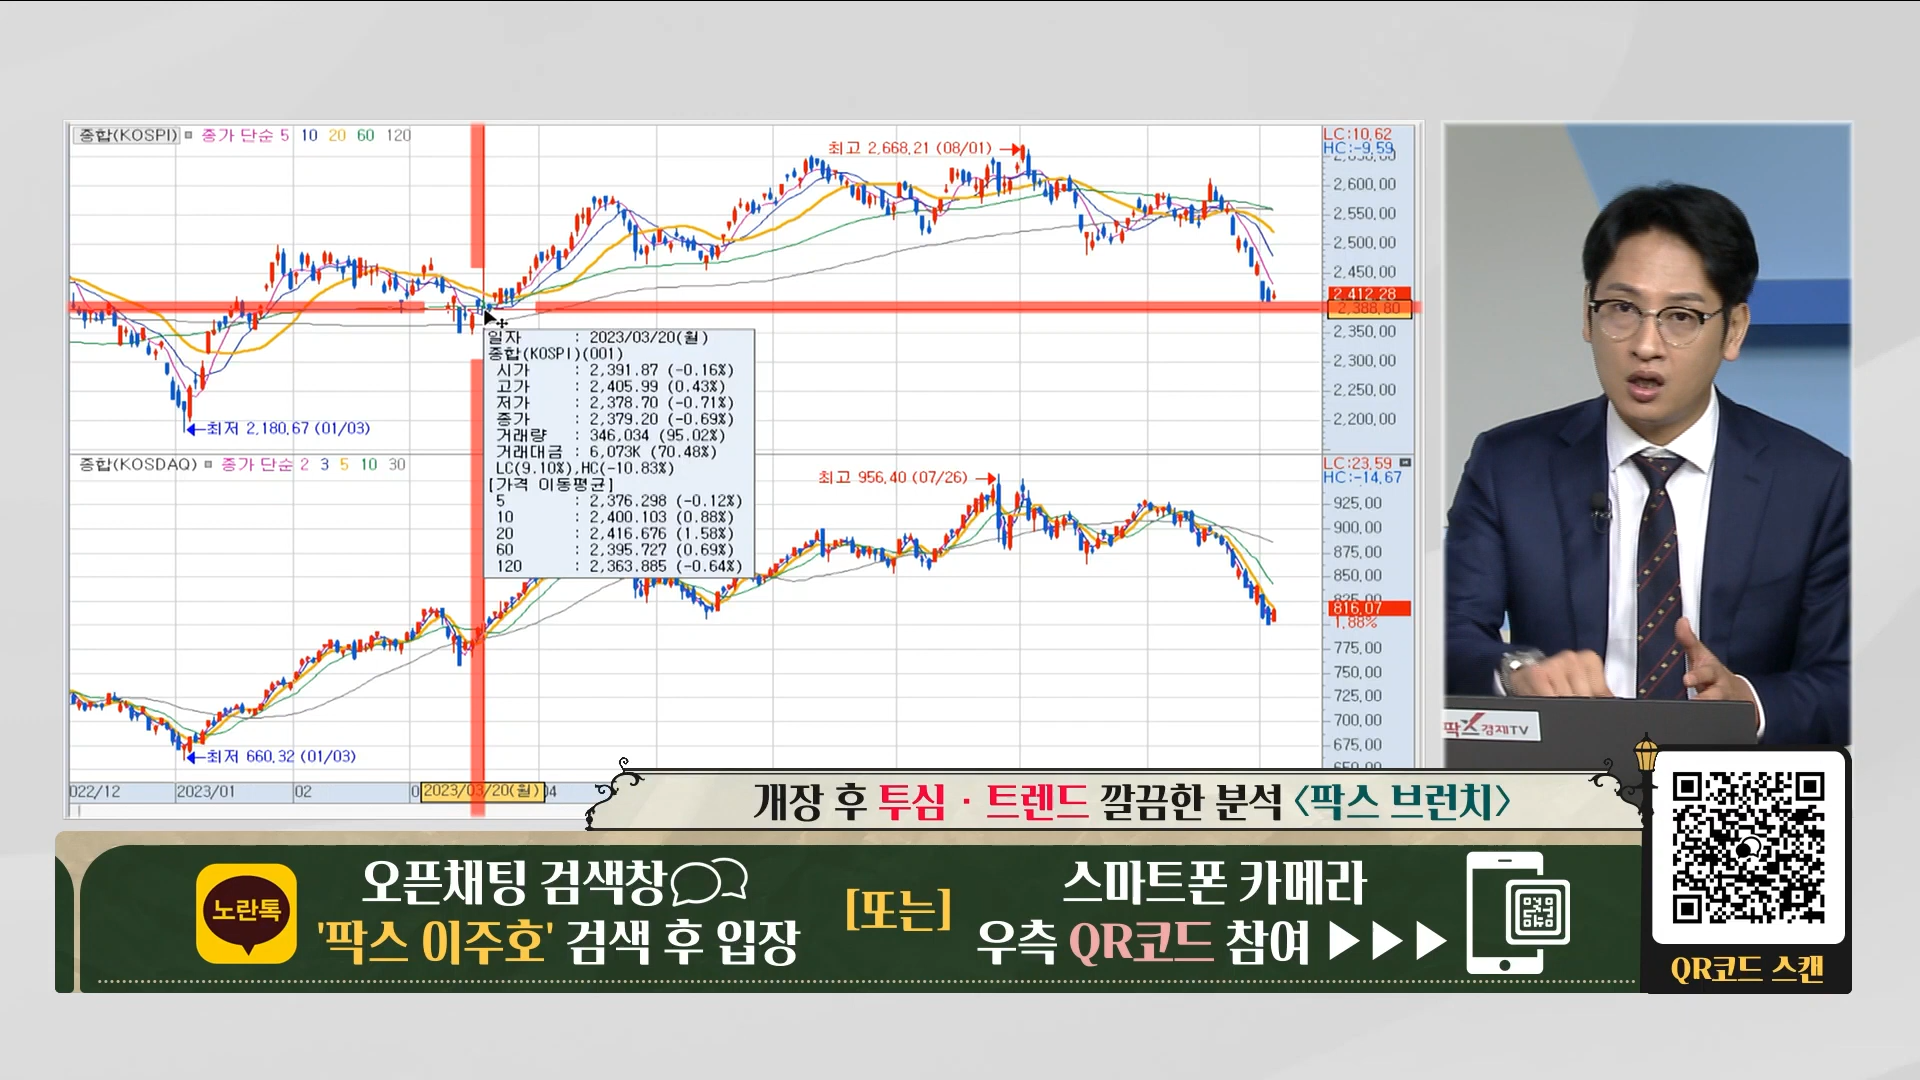 종합(KOSPI) 종가 단순 5 10 20 60 120
최고 2,668.21 (08/01)
LC:10.62
HC:-9.59
2,600.00
2,550.00
2,500.00
2,450.00
2,412.28
2,388.80
2,350.00
2,300.00
2,250.00
2,200.00
최저 2,180.67 (01/03)
일자 : 2023/03/20(월)
종합(KOSPI)(001)
시가 : 2,391.87 (-0.16%)
고가 : 2,405.99 (0.43%)
저가 : 2,378.70 (-0.71%)
종가 : 2,379.20 (-0.69%)
거래량 : 346,034 (95.02%)
거래대금 : 6,073K (70.48%)
LC(9.10%),HC(-10.83%)
[가격 이동평균]
5 : 2,376.298 (-0.12%)
10 : 2,400.103 (0.88%)
20 : 2,416.676 (1.58%)
60 : 2,395.727 (0.69%)
120 : 2,363.885 (-0.64%)
종합(KOSDAQ) 종가 단순 2 3 5 10 30
최고 956.40 (07/26)
LC:23.59
HC:-14.67
925.00
900.00
875.00
850.00
816.07
1.88%
775.00
750.00
725.00
700.00
675.00
최저 660.32 (01/03)
022/12 2023/01 02 0 2023/03/20(월) 04
팍스경제TV
개장 후 투심·트렌드 깔끔한 분석 〈팍스 브런치〉
노란톡
오픈채팅 검색창
'팍스 이주호' 검색 후 입장
[또는]
스마트폰 카메라
우측 QR코드 참여 ▶▶▶
QR코드 스캔